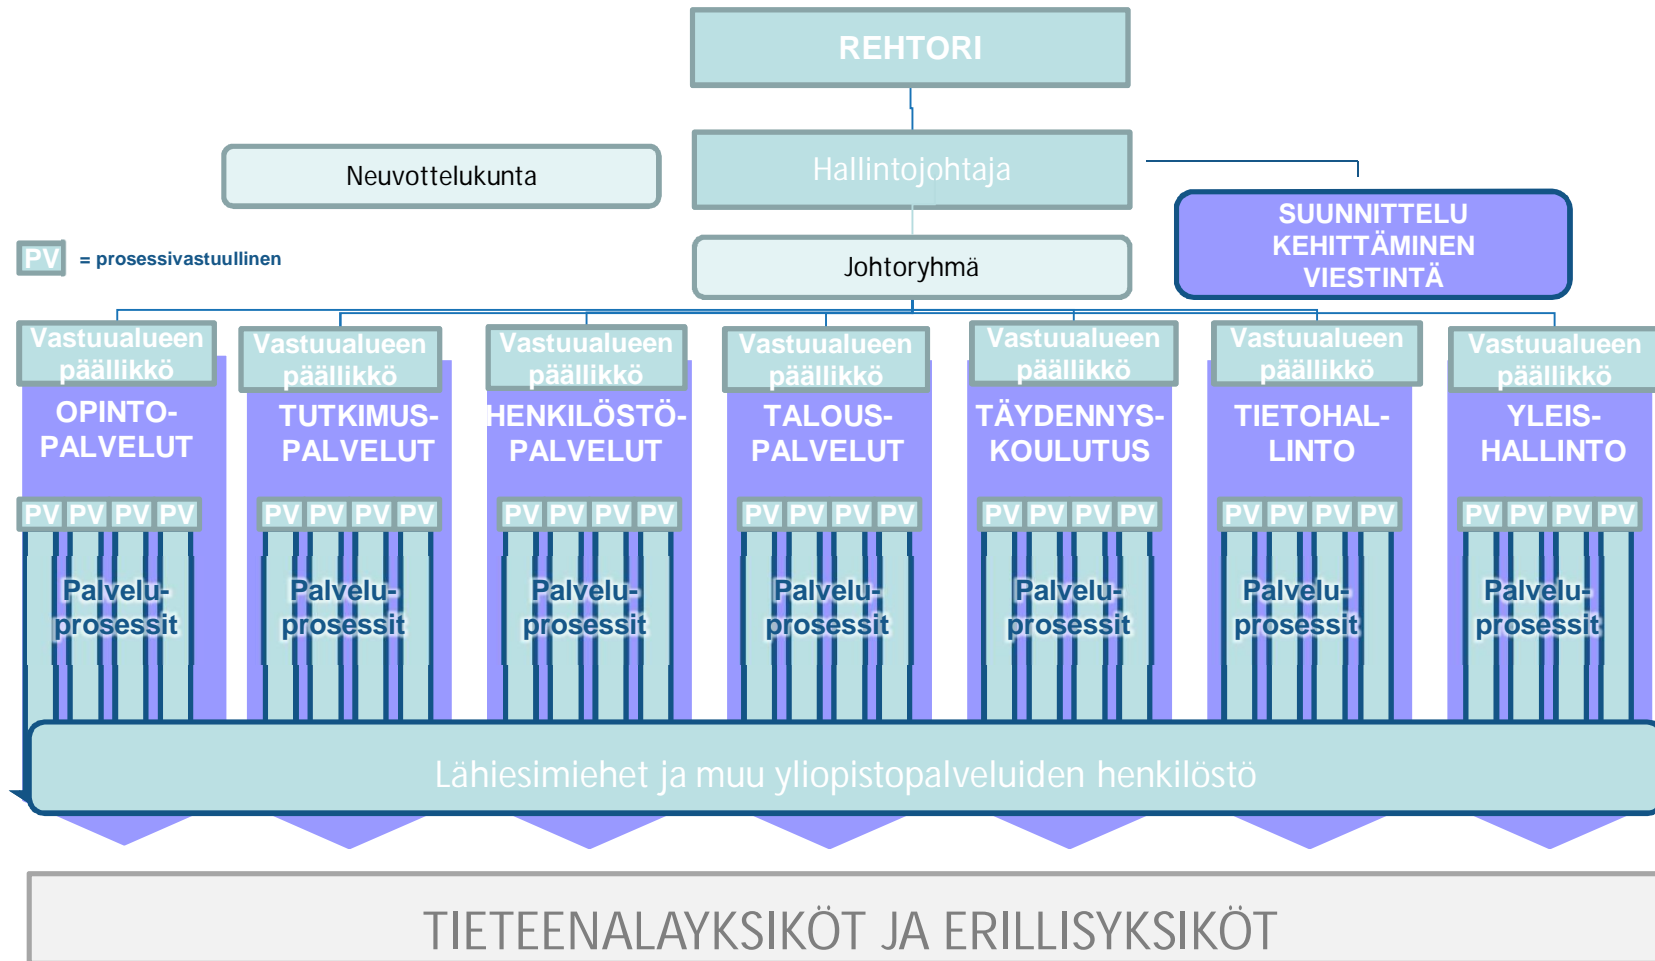 REHTORI
Neuvottelukunta
Hallintojohtaja
SUUNNITTELU
KEHITTÄMINEN
VIESTINTÄ
PV = prosessivastuullinen
Johtoryhmä
Vastuualueen
päällikkö
OPINTO-
PALVELUT
Vastuualueen
päällikkö
TUTKIMUS-
PALVELUT
Vastuualueen
päällikkö
HENKILÖSTÖ-
PALVELUT
Vastuualueen
päällikkö
TALOUS-
PALVELUT
Vastuualueen
päällikkö
TÄYDENNYS-
KOULUTUS
Vastuualueen
päällikkö
TIETOHAL-
LINTO
Vastuualueen
päällikkö
YLEIS-
HALLINTO
PV PV PV PV
PV PV PV PV
PV PV PV PV
PV PV PV PV
PV PV PV PV
PV PV PV PV
PV PV PV PV
Palvelu-
prosessit
Palvelu-
prosessit
Palvelu-
prosessit
Palvelu-
prosessit
Palvelu-
prosessit
Palvelu-
prosessit
Palvelu-
prosessit
Lähiesimiehet ja muu yliopistopalveluiden henkilöstö
TIETEENALAYKSIKÖT JA ERILLISYKSIKÖT